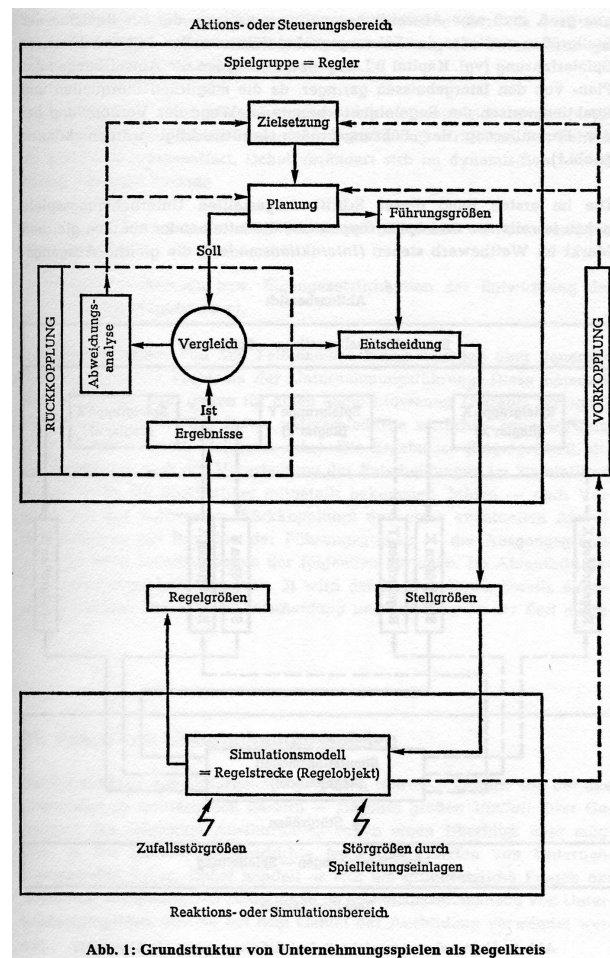 Aktions- oder Steuerungsbereich
Spielgruppe = Regler
Zielsetzung
Planung
Führungsgrößen
Soll
RÜCKKOPPLUNG
Abweichungs-
analyse
Vergleich
Entscheidung
VORKOPPLUNG
Ist
Ergebnisse
Regelgrößen
Stellgrößen
Simulationsmodell
= Regelstrecke (Regelobjekt)
Zufallsstörgrößen
Störgrößen durch
Spielleitungseinlagen
Reaktions- oder Simulationsbereich
Abb. 1: Grundstruktur von Unternehmungsspielen als Regelkreis